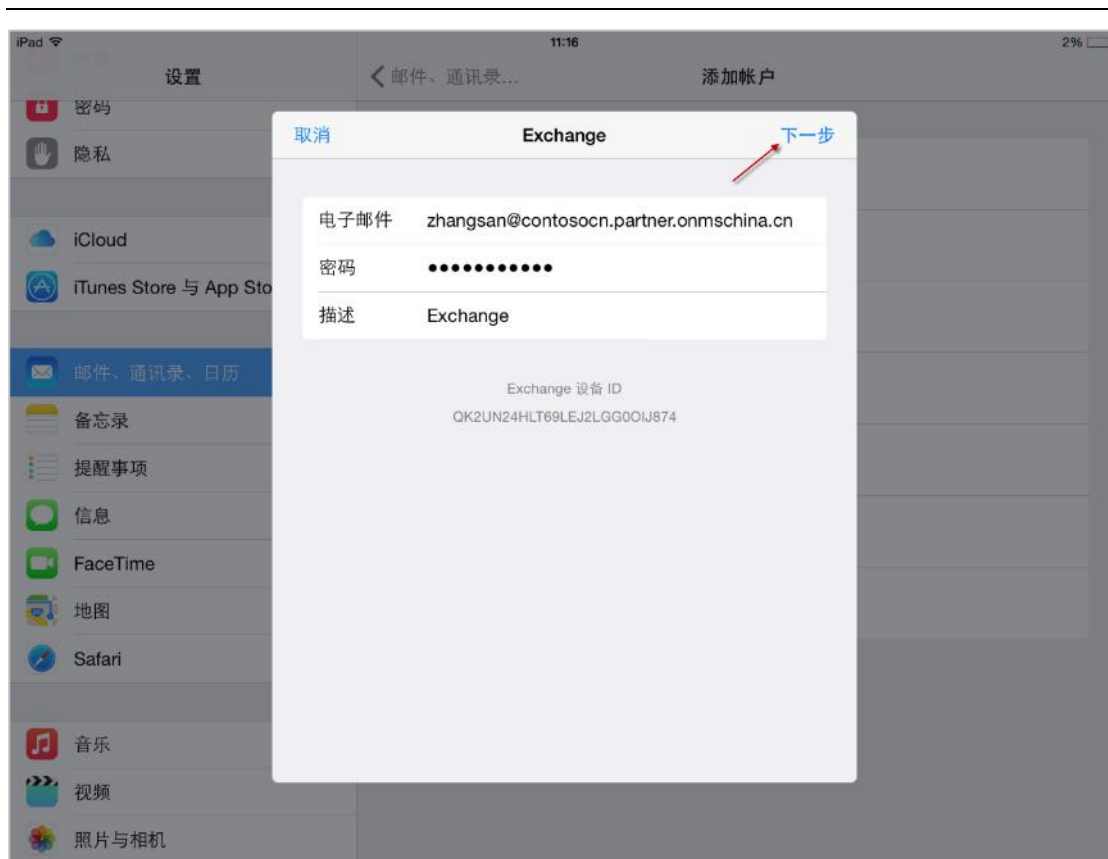 iPad 11:16 2%
设置
邮件、通讯录... 添加帐户
密码
隐私
iCloud
iTunes Store 与 App Sto
邮件、通讯录、日历
备忘录
提醒事项
信息
FaceTime
地图
Safari
音乐
视频
照片与相机
取消 Exchange 下一步
电子邮件 zhangsan@contosocn.partner.onmschina.cn
密码 ●●●●●●●●●●●
描述 Exchange
Exchange 设备 ID
QK2UN24HLT69LEJ2LGG0OIJ874